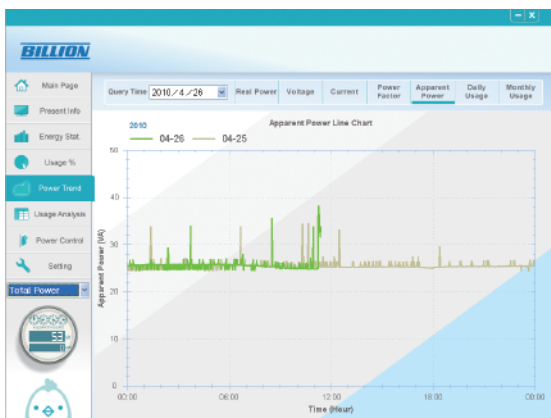 BILLION
Main Page
Present Info
Energy Stat.
Usage %
Power Trend
Usage Analysis
Power Control
Setting
Total Power
Query Time 2010/4/26 Real Power Voltage Current Power Factor Apparent Power Daily Usage Monthly Usage
2010
Apparent Power Line Chart
04-26 04-25
Apparent Power (VA)
50
40
30
20
10
0
00:00 06:00 12:00 18:00 00:00
Time (Hour)